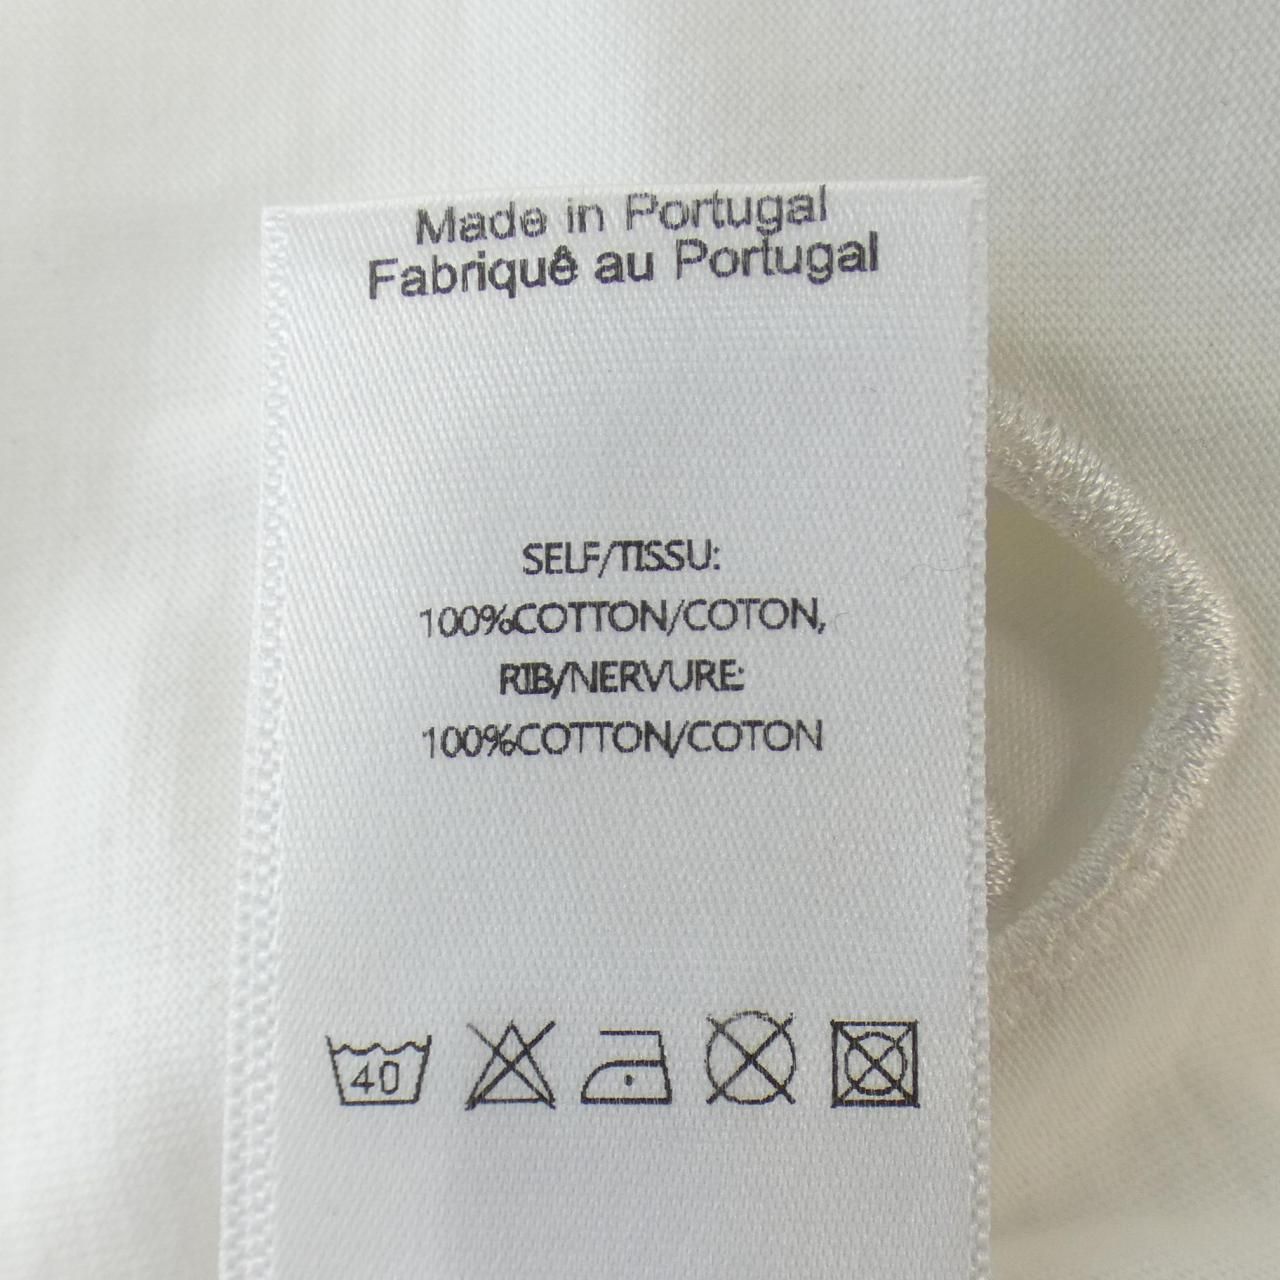 Made in Portugal
Fabriquê au Portugal
SELF/TISSU:
100%COTTON/COTON,
RIB/NERVURE:
100%COTTON/COTON
40